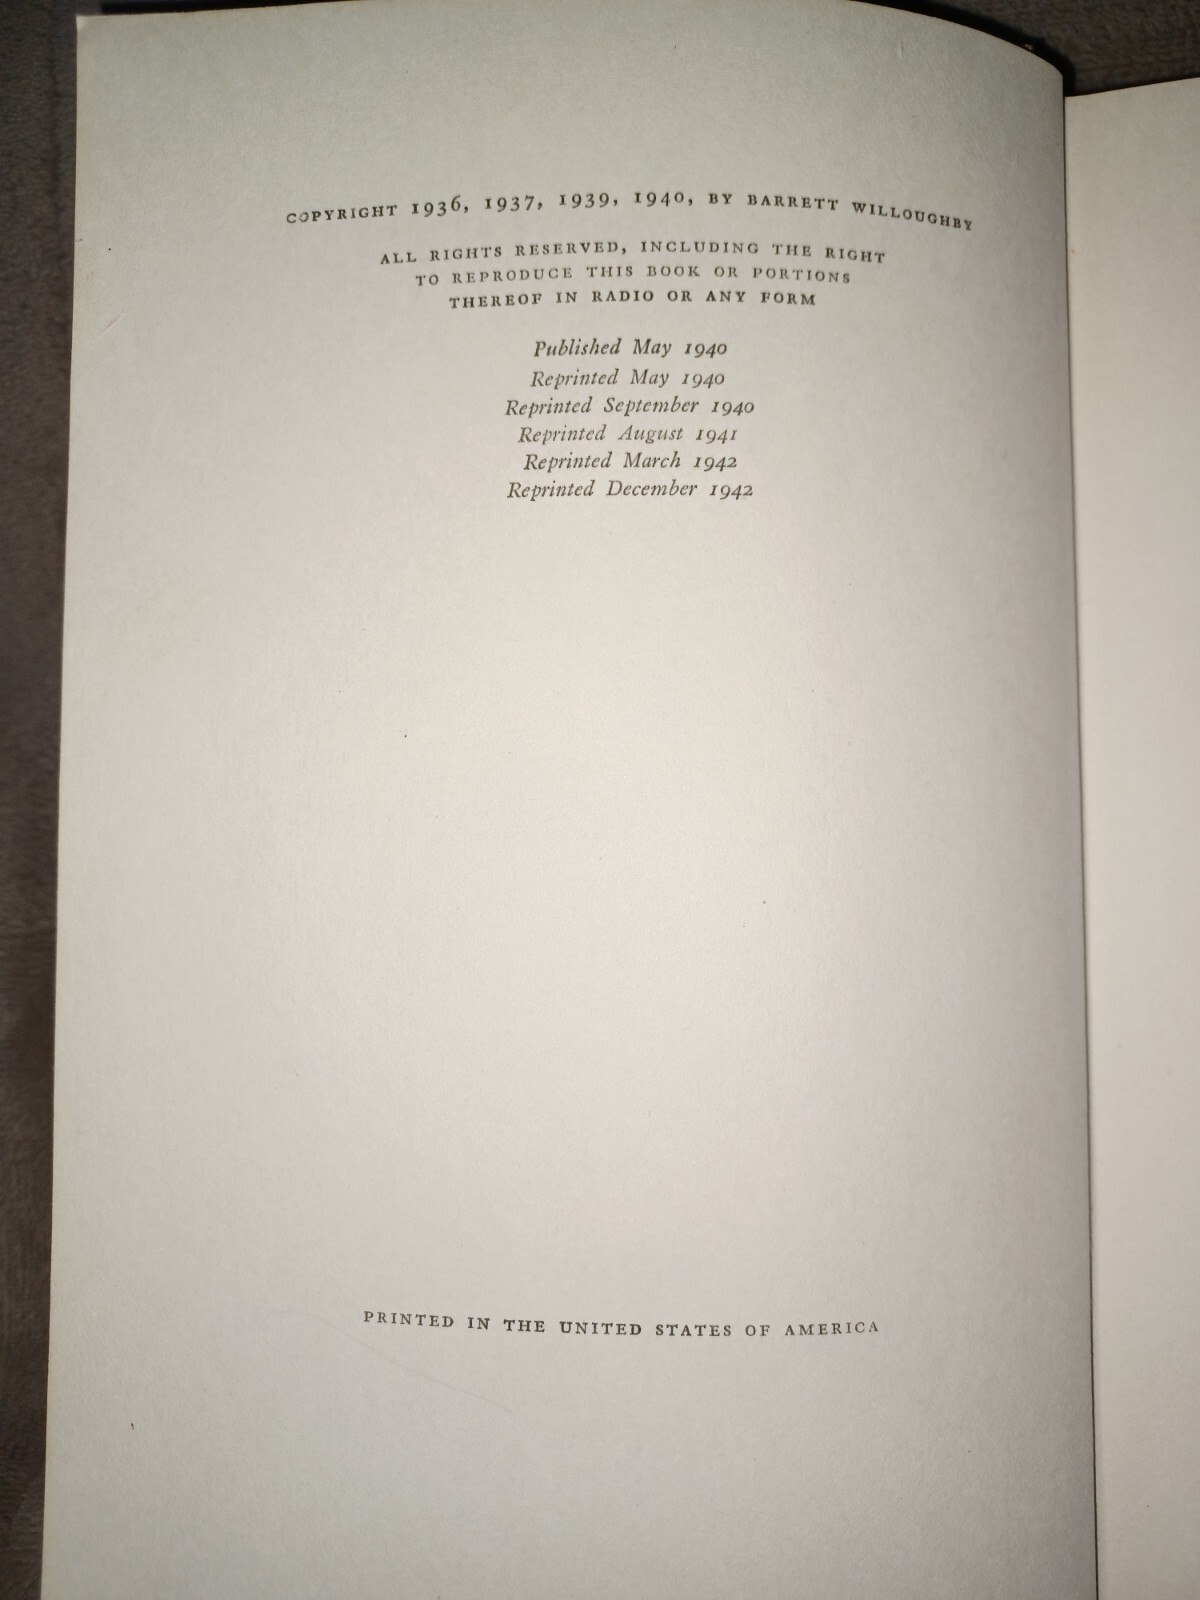 COPYRIGHT 1936, 1937, 1939, 1940, BY BARRETT WILLOUGHBY
ALL RIGHTS RESERVED, INCLUDING THE RIGHT
TO REPRODUCE THIS BOOK OR PORTIONS
THEREOF IN RADIO OR ANY FORM
Published May 1940
Reprinted May 1940
Reprinted September 1940
Reprinted August 1941
Reprinted March 1942
Reprinted December 1942
PRINTED IN THE UNITED STATES OF AMERICA